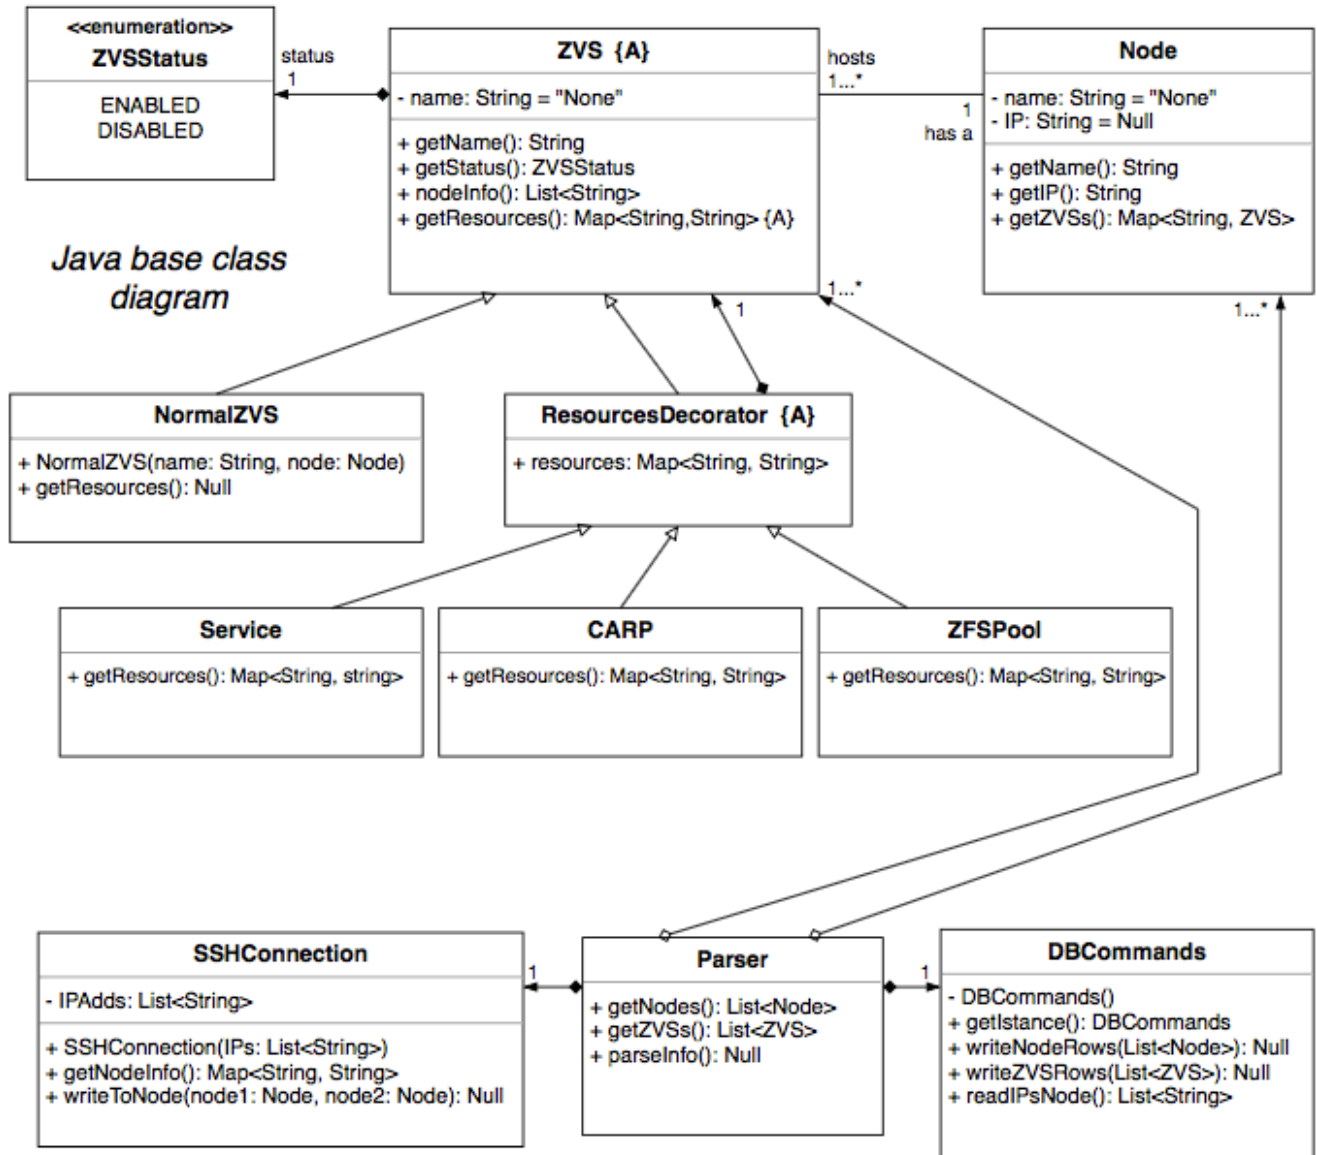 <<enumeration>>
ZVSStatus
ENABLED
DISABLED
status
1
ZVS {A}
- name: String = "None"
+ getName(): String
+ getStatus(): ZVSStatus
+ nodeInfo(): List<String>
+ getResources(): Map<String,String> {A}
hosts
1...*
1
has a
Node
- name: String = "None"
- IP: String = Null
+ getName(): String
+ getIP(): String
+ getZVSs(): Map<String, ZVS>
Java base class
diagram
1
1...*
1...*
NormalZVS
+ NormalZVS(name: String, node: Node)
+ getResources(): Null
ResourcesDecorator {A}
+ resources: Map<String, String>
Service
+ getResources(): Map<String, string>
CARP
+ getResources(): Map<String, String>
ZFSPool
+ getResources(): Map<String, String>
SSHConnection
- IPAdds: List<String>
+ SSHConnection(IPs: List<String>)
+ getNodeInfo(): Map<String, String>
+ writeToNode(node1: Node, node2: Node): Null
1
Parser
+ getNodes(): List<Node>
+ getZVSs(): List<ZVS>
+ parseInfo(): Null
1
DBCommands
- DBCommands()
+ getIstance(): DBCommands
+ writeNodeRows(List<Node>): Null
+ writeZVSRows(List<ZVS>): Null
+ readIPsNode(): List<String>